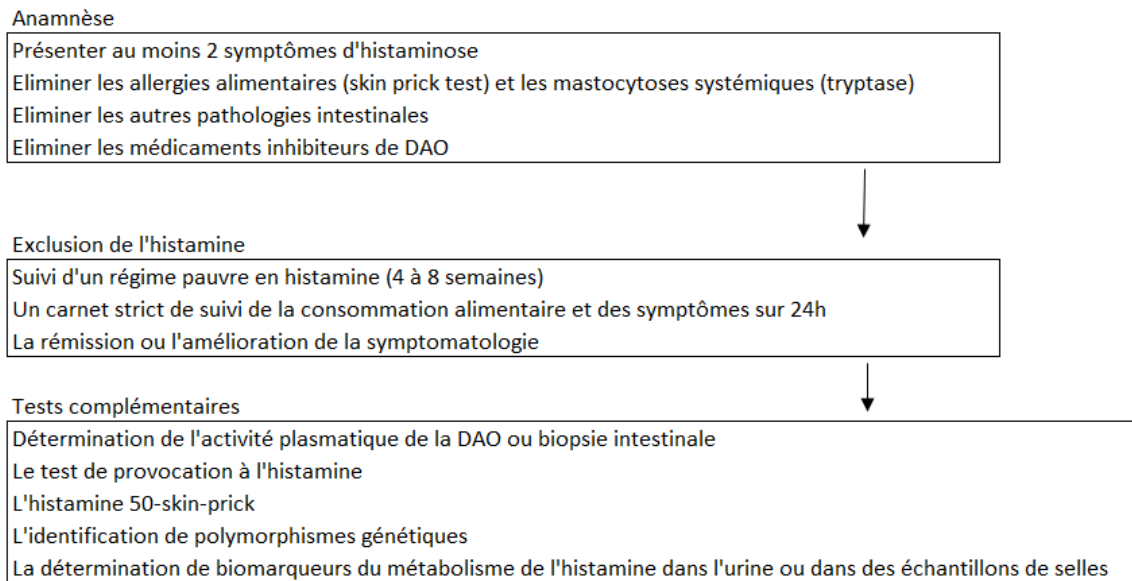 Anamnèse
Présenter au moins 2 symptômes d'histaminose
Eliminer les allergies alimentaires (skin prick test) et les mastocytoses systémiques (tryptase)
Eliminer les autres pathologies intestinales
Eliminer les médicaments inhibiteurs de DAO
Exclusion de l'histamine
Suivi d'un régime pauvre en histamine (4 à 8 semaines)
Un carnet strict de suivi de la consommation alimentaire et des symptômes sur 24h
La rémission ou l'amélioration de la symptomatologie
Tests complémentaires
Détermination de l'activité plasmatique de la DAO ou biopsie intestinale
Le test de provocation à l'histamine
L'histamine 50-skin-prick
L'identification de polymorphismes génétiques
La détermination de biomarqueurs du métabolisme de l'histamine dans l'urine ou dans des échantillons de selles